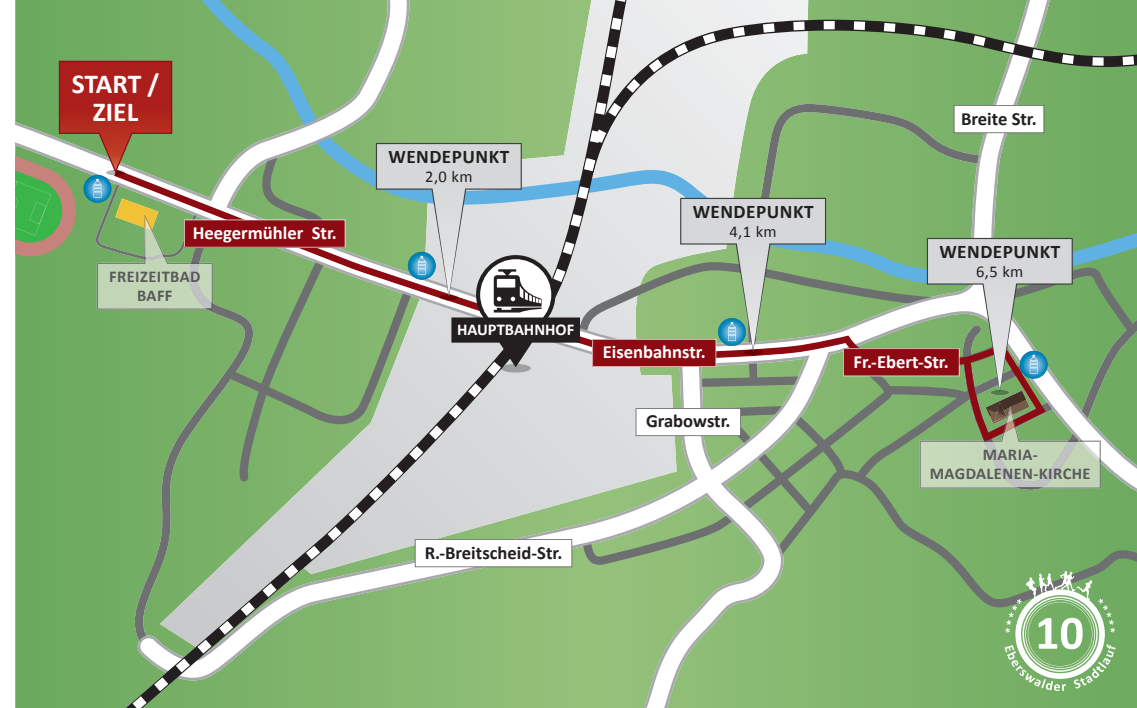 START /
ZIEL
Breite Str.
WENDEPUNKT
2,0 km
WENDEPUNKT
4,1 km
Heegermühler Str.
WENDEPUNKT
6,5 km
FREIZEITBAD
BAFF
HAUPTBAHNHOF
Eisenbahnstr.
Fr.-Ebert-Str.
Grabowstr.
MARIA-
MAGDALENEN-KIRCHE
R.-Breitscheid-Str.
10
Eberswalder Stadtlauf